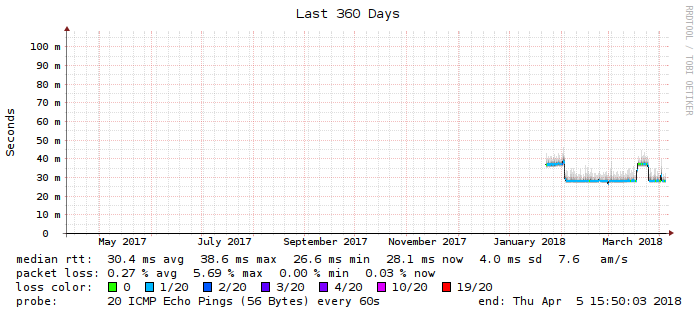 Last 360 Days
RRDTOOL / TOBI OETIKER
Seconds
100 m
90 m
80 m
70 m
60 m
50 m
40 m
30 m
20 m
10 m
0
May 2017 July 2017 September 2017 November 2017 January 2018 March 2018
median rtt: 30.4 ms avg 38.6 ms max 26.6 ms min 28.1 ms now 4.0 ms sd 7.6 am/s
packet loss: 0.27 % avg 5.69 % max 0.00 % min 0.03 % now
loss color: 0 1/20 2/20 3/20 4/20 10/20 19/20
probe: 20 ICMP Echo Pings (56 Bytes) every 60s end: Thu Apr 5 15:50:03 2018